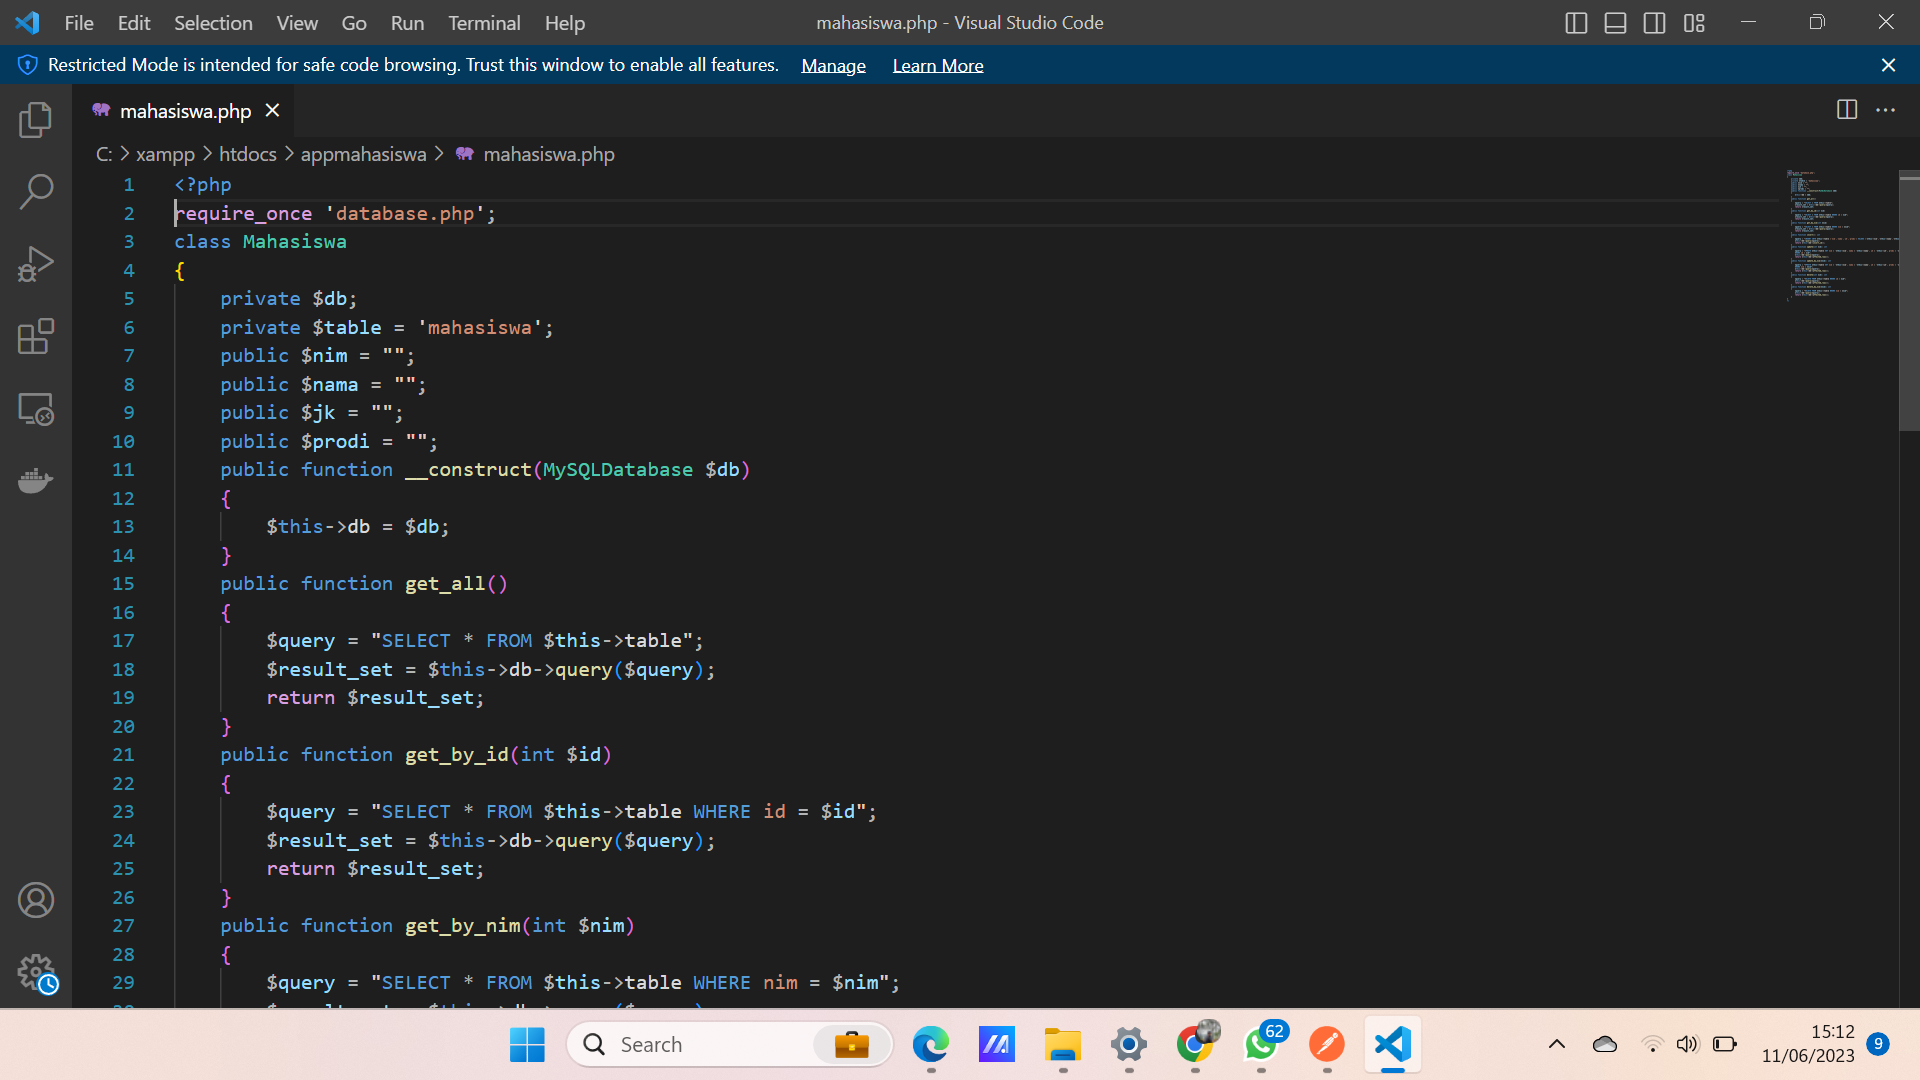 File Edit Selection View Go Run Terminal Help mahasiswa.php - Visual Studio Code
Restricted Mode is intended for safe code browsing. Trust this window to enable all features. Manage Learn More
mahasiswa.php
C: > xampp > htdocs > appmahasiswa > mahasiswa.php
1 <?php
2 require_once 'database.php';
3 class Mahasiswa
4 {
5 private $db;
6 private $table = 'mahasiswa';
7 public $nim = "";
8 public $nama = "";
9 public $jk = "";
10 public $prodi = "";
11 public function __construct(MySQLDatabase $db)
12 {
13 $this->db = $db;
14 }
15 public function get_all()
16 {
17 $query = "SELECT * FROM $this->table";
18 $result_set = $this->db->query($query);
19 return $result_set;
20 }
21 public function get_by_id(int $id)
22 {
23 $query = "SELECT * FROM $this->table WHERE id = $id";
24 $result_set = $this->db->query($query);
25 return $result_set;
26 }
27 public function get_by_nim(int $nim)
28 {
29 $query = "SELECT * FROM $this->table WHERE nim = $nim";
Search
62
15:12
11/06/2023
9